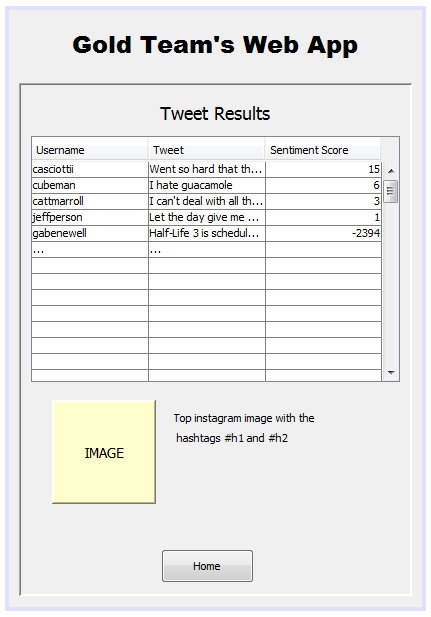 Gold Team's Web App
Tweet Results
Username Tweet Sentiment Score
casciottii Went so hard that th... 15
cubeman I hate guacamole 6
cattmarroll I can't deal with all th... 3
jeffperson Let the day give me ... 1
gabenewell Half-Life 3 is schedul... -2394
... ...
IMAGE
Top instagram image with the
hashtags #h1 and #h2
Home